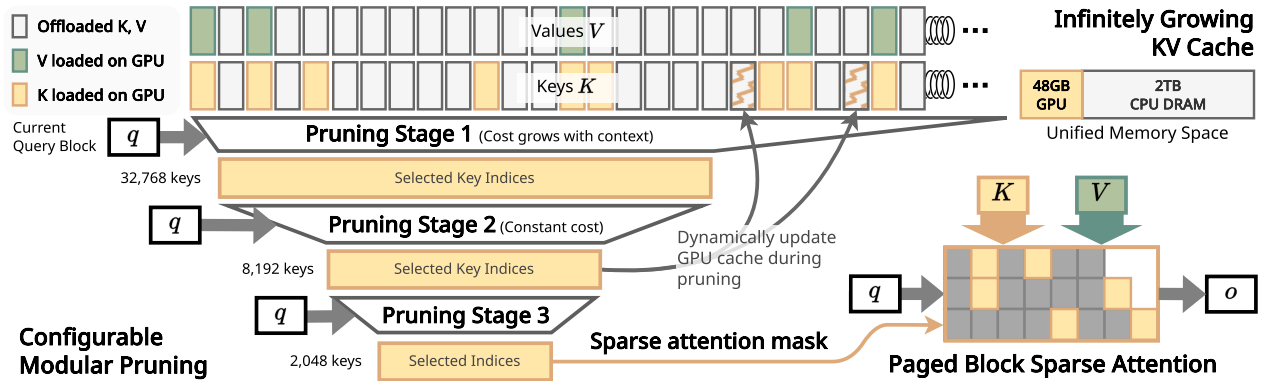 Offloaded K, V
V loaded on GPU
K loaded on GPU
Values V
Keys K
...
...
Infinitely Growing
KV Cache
48GB
GPU
2TB
CPU DRAM
Unified Memory Space
Current
Query Block
q
Pruning Stage 1 (Cost grows with context)
32,768 keys
Selected Key Indices
q
Pruning Stage 2 (Constant cost)
8,192 keys
Selected Key Indices
Dynamically update
GPU cache during
pruning
q
Pruning Stage 3
2,048 keys
Selected Indices
Sparse attention mask
Configurable
Modular Pruning
K
V
q
o
Paged Block Sparse Attention